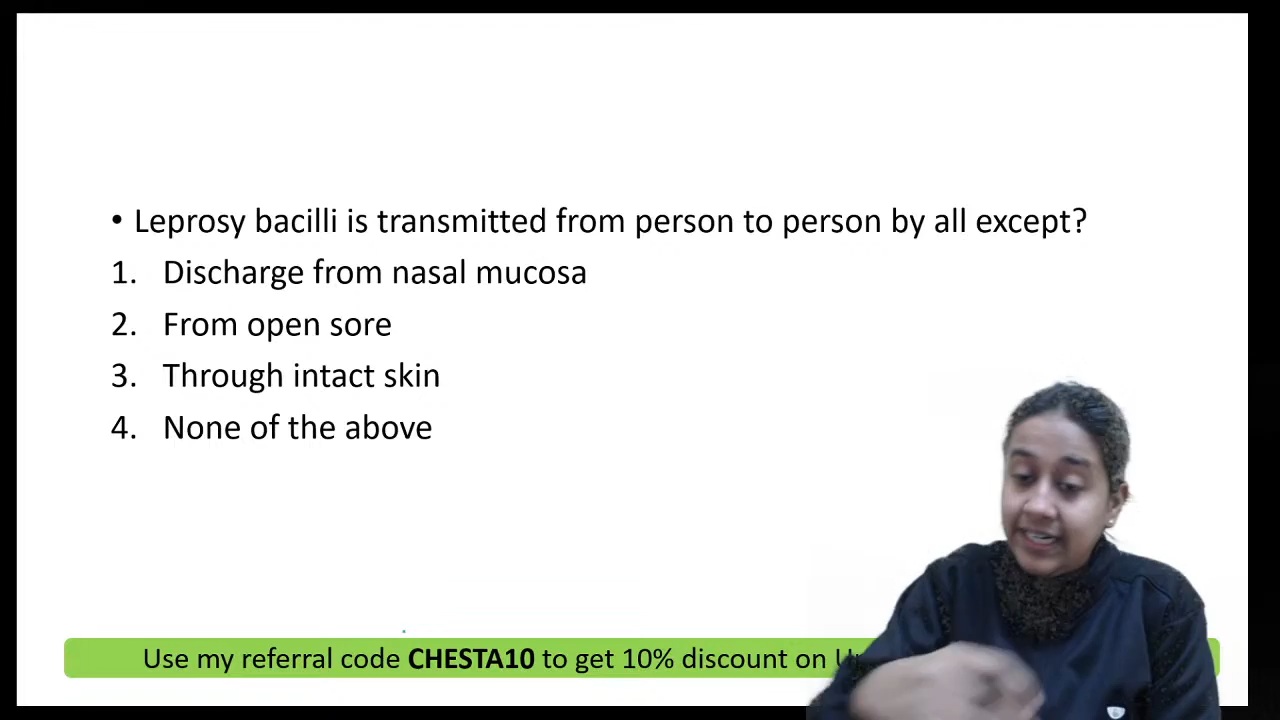 • Leprosy bacilli is transmitted from person to person by all except?
1. Discharge from nasal mucosa
2. From open sore
3. Through intact skin
4. None of the above
Use my referral code CHESTA10 to get 10% discount on